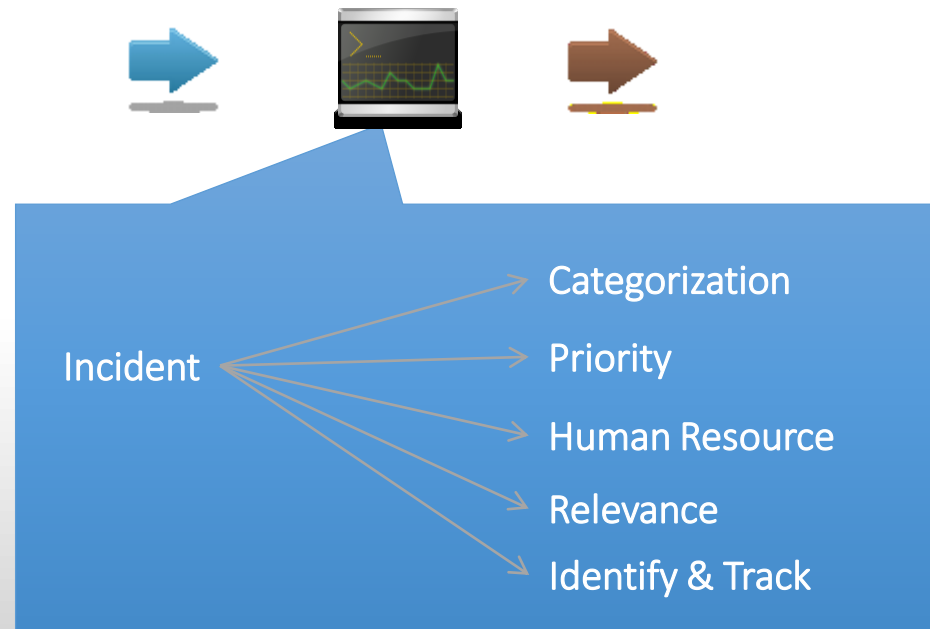 Categorization
Incident
Priority
Human Resource
Relevance
Identify & Track